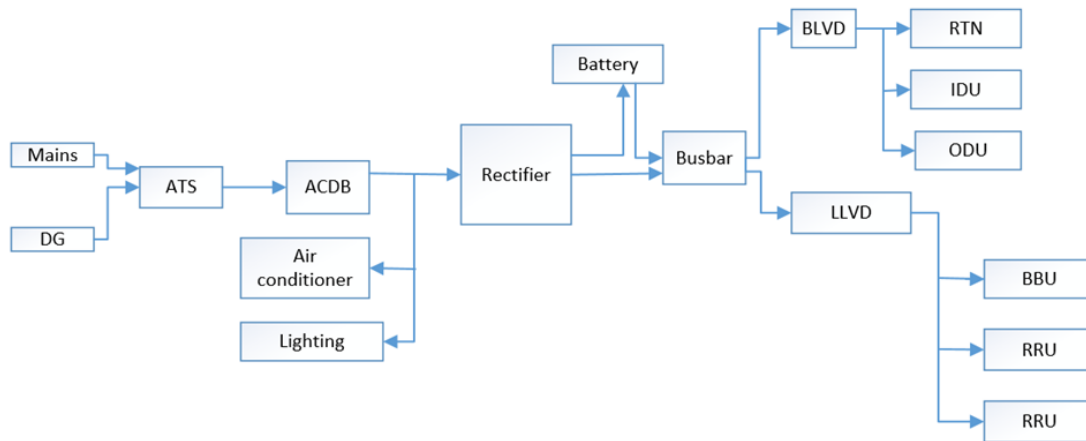 BLVD
RTN
Battery
IDU
Mains
ATS
ACDB
Rectifier
Busbar
ODU
DG
LLVD
Air
conditioner
BBU
Lighting
RRU
RRU